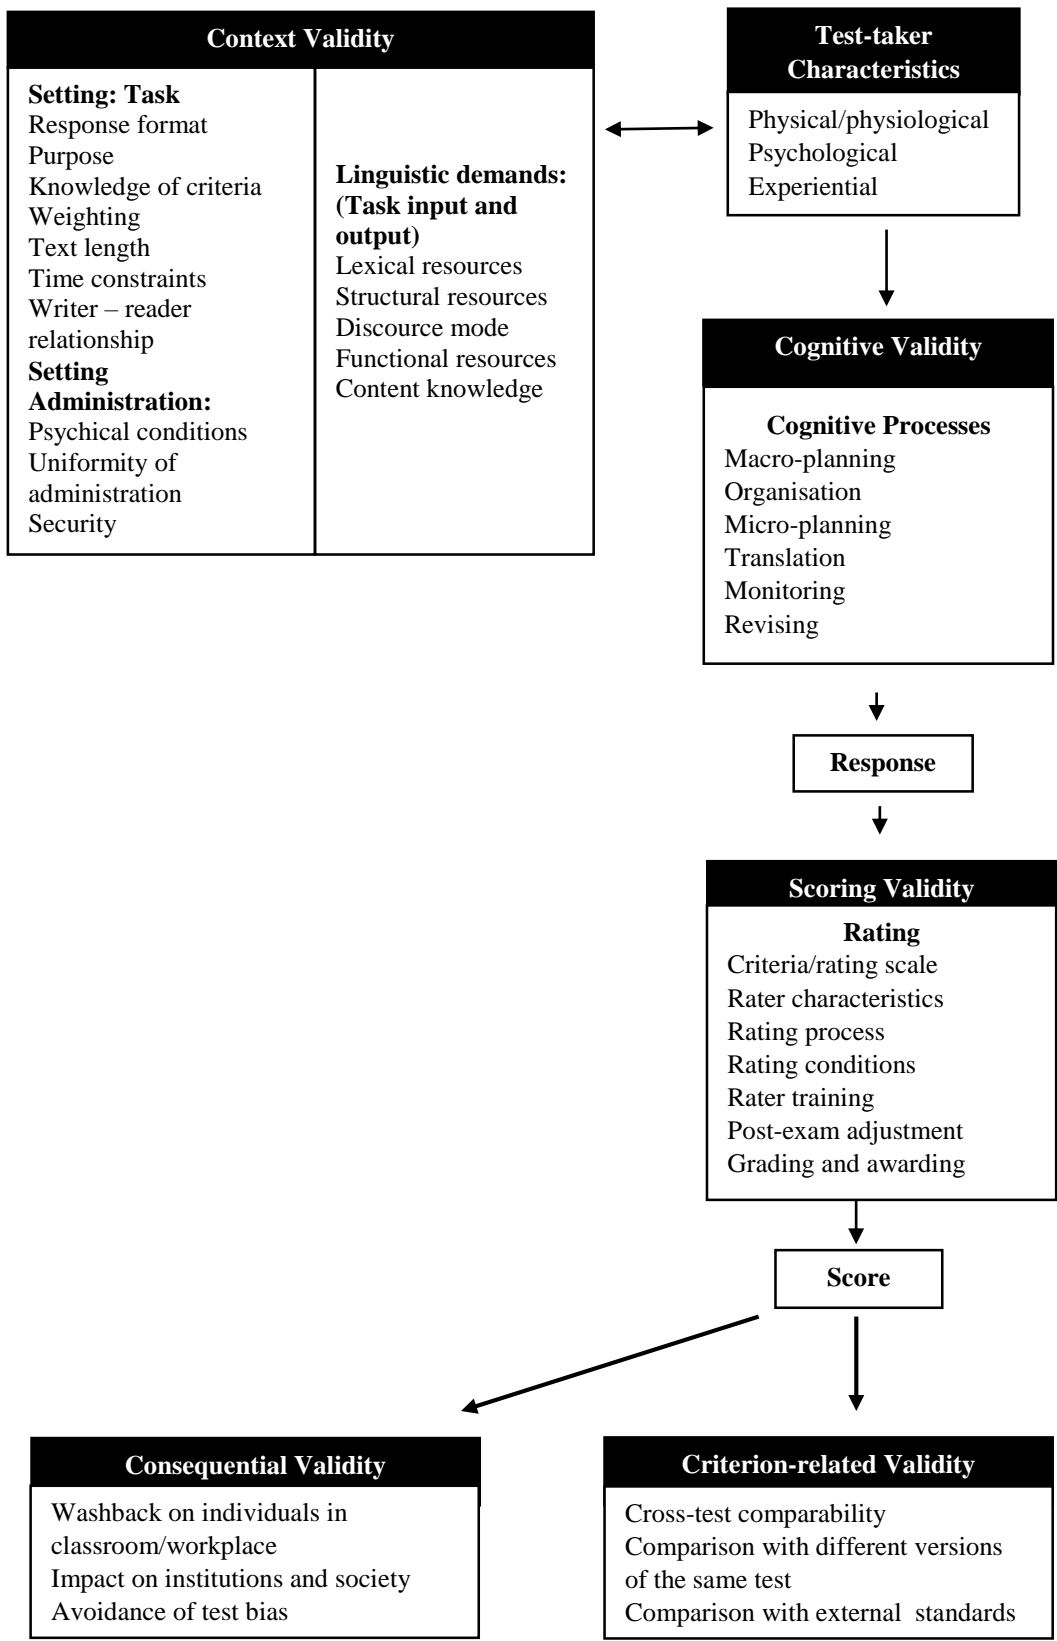 Context Validity
Setting: Task
Response format
Purpose
Knowledge of criteria
Weighting
Text length
Time constraints
Writer – reader
relationship
Setting
Administration:
Psychical conditions
Uniformity of
administration
Security
Linguistic demands:
(Task input and
output)
Lexical resources
Structural resources
Discource mode
Functional resources
Content knowledge
Test-taker
Characteristics
Physical/physiological
Psychological
Experiential
Cognitive Validity
Cognitive Processes
Macro-planning
Organisation
Micro-planning
Translation
Monitoring
Revising
Response
Scoring Validity
Rating
Criteria/rating scale
Rater characteristics
Rating process
Rating conditions
Rater training
Post-exam adjustment
Grading and awarding
Score
Consequential Validity
Washback on individuals in
classroom/workplace
Impact on institutions and society
Avoidance of test bias
Criterion-related Validity
Cross-test comparability
Comparison with different versions
of the same test
Comparison with external standards